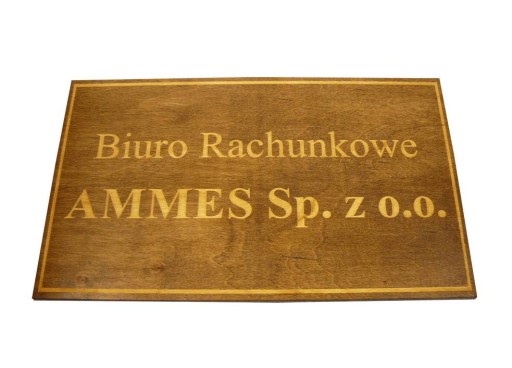 Biuro Rachunkowe
AMMES Sp. z o.o.